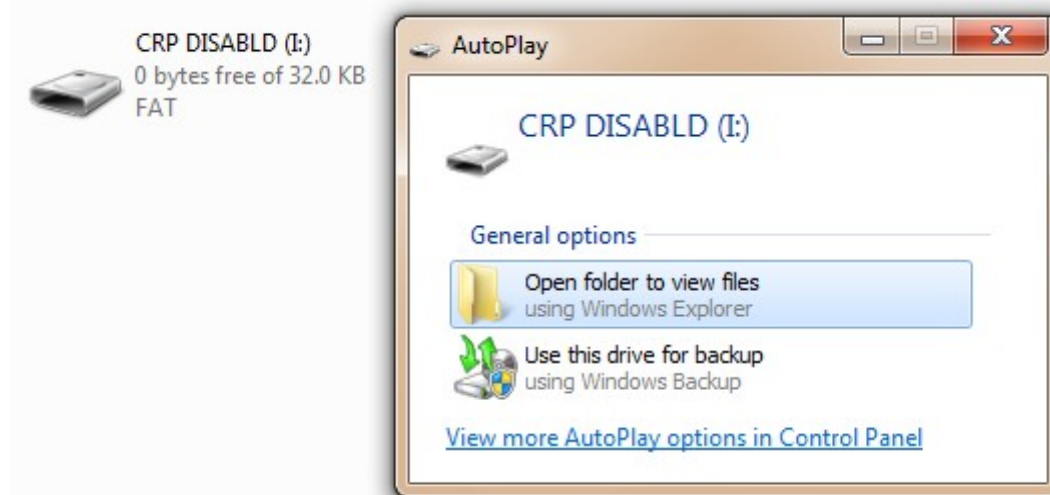 CRP DISABLD (I:)
0 bytes free of 32.0 KB
FAT
AutoPlay
CRP DISABLD (I:)
General options
Open folder to view files
using Windows Explorer
Use this drive for backup
using Windows Backup
View more AutoPlay options in Control Panel